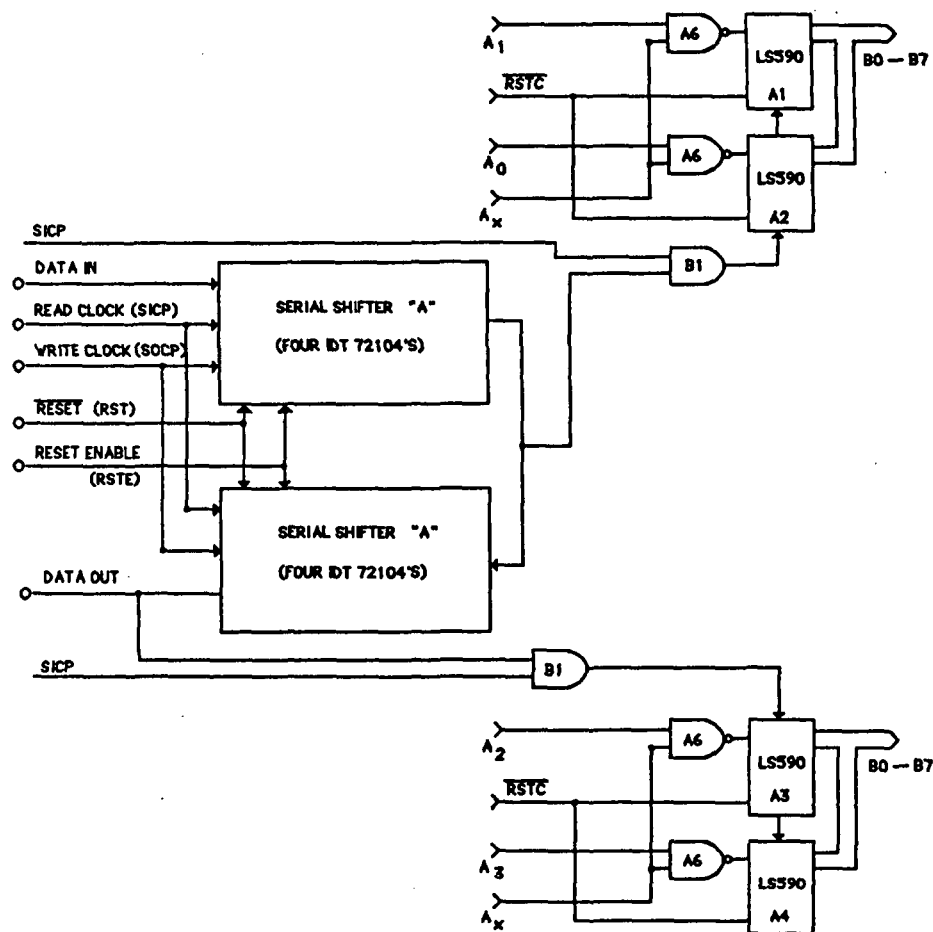 A1
A6
LS590
A1
B0 — B7
RSTC
A0
A6
LS590
A2
Ax
SICP
B1
DATA IN
READ CLOCK (SICP)
WRITE CLOCK (SOCP)
RESET (RST)
RESET ENABLE
(RSTE)
SERIAL SHIFTER "A"
(FOUR IDT 72104'S)
SERIAL SHIFTER "A"
(FOUR IDT 72104'S)
DATA OUT
SICP
B1
A2
A6
LS590
A3
B0 — B7
RSTC
A3
A6
LS590
A4
Ax